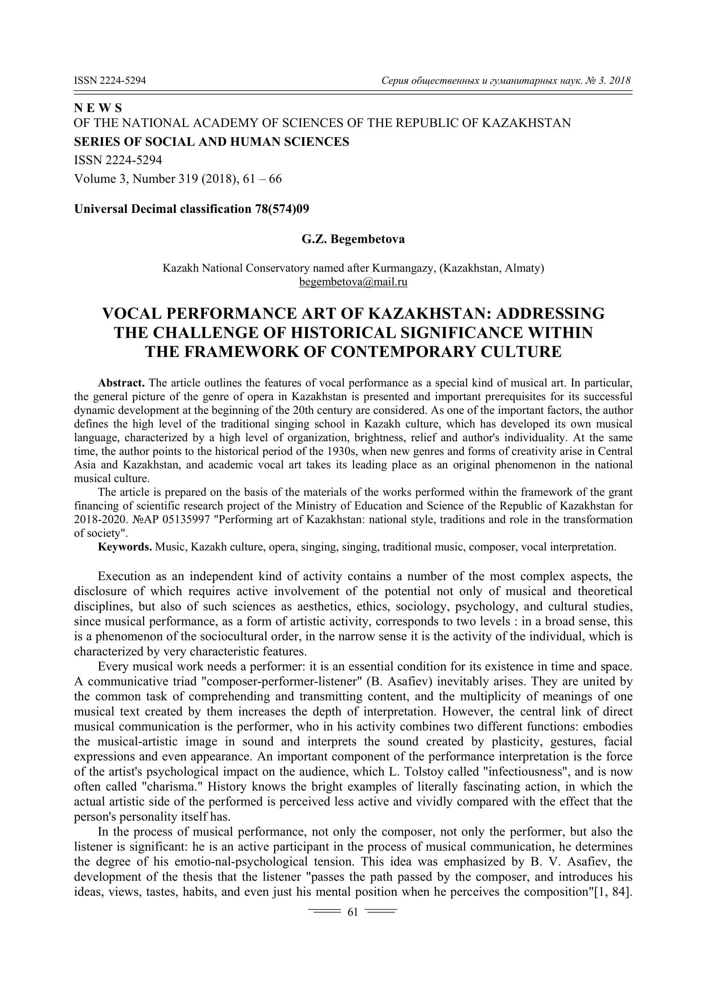 ISSN 2224-5294 Серия общественных и гуманитарных наук. № 3. 2018
N E W S
OF THE NATIONAL ACADEMY OF SCIENCES OF THE REPUBLIC OF KAZAKHSTAN
SERIES OF SOCIAL AND HUMAN SCIENCES
ISSN 2224-5294
Volume 3, Number 319 (2018), 61 – 66
Universal Decimal classification 78(574)09
G.Z. Begembetova
Kazakh National Conservatory named after Kurmangazy, (Kazakhstan, Almaty)
begembetova@mail.ru
VOCAL PERFORMANCE ART OF KAZAKHSTAN: ADDRESSING
THE CHALLENGE OF HISTORICAL SIGNIFICANCE WITHIN
THE FRAMEWORK OF CONTEMPORARY CULTURE
Abstract. The article outlines the features of vocal performance as a special kind of musical art. In particular,
the general picture of the genre of opera in Kazakhstan is presented and important prerequisites for its successful
dynamic development at the beginning of the 20th century are considered. As one of the important factors, the author
defines the high level of the traditional singing school in Kazakh culture, which has developed its own musical
language, characterized by a high level of organization, brightness, relief and author's individuality. At the same
time, the author points to the historical period of the 1930s, when new genres and forms of creativity arise in Central
Asia and Kazakhstan, and academic vocal art takes its leading place as an original phenomenon in the national
musical culture.
The article is prepared on the basis of the materials of the works performed within the framework of the grant
financing of scientific research project of the Ministry of Education and Science of the Republic of Kazakhstan for
2018-2020. №AP 05135997 "Performing art of Kazakhstan: national style, traditions and role in the transformation
of society".
Keywords. Music, Kazakh culture, opera, singing, singing, traditional music, composer, vocal interpretation.
Execution as an independent kind of activity contains a number of the most complex aspects, the
disclosure of which requires active involvement of the potential not only of musical and theoretical
disciplines, but also of such sciences as aesthetics, ethics, sociology, psychology, and cultural studies,
since musical performance, as a form of artistic activity, corresponds to two levels : in a broad sense, this
is a phenomenon of the sociocultural order, in the narrow sense it is the activity of the individual, which is
characterized by very characteristic features.
Every musical work needs a performer: it is an essential condition for its existence in time and space.
A communicative triad "composer-performer-listener" (B. Asafiev) inevitably arises. They are united by
the common task of comprehending and transmitting content, and the multiplicity of meanings of one
musical text created by them increases the depth of interpretation. However, the central link of direct
musical communication is the performer, who in his activity combines two different functions: embodies
the musical-artistic image in sound and interprets the sound created by plasticity, gestures, facial
expressions and even appearance. An important component of the performance interpretation is the force
of the artist's psychological impact on the audience, which L. Tolstoy called "infectiousness", and is now
often called "charisma." History knows the bright examples of literally fascinating action, in which the
actual artistic side of the performed is perceived less active and vividly compared with the effect that the
person's personality itself has.
In the process of musical performance, not only the composer, not only the performer, but also the
listener is significant: he is an active participant in the process of musical communication, he determines
the degree of his emotio-nal-psychological tension. This idea was emphasized by B. V. Asafiev, the
development of the thesis that the listener "passes the path passed by the composer, and introduces his
ideas, views, tastes, habits, and even just his mental position when he perceives the composition"[1, 84].
61